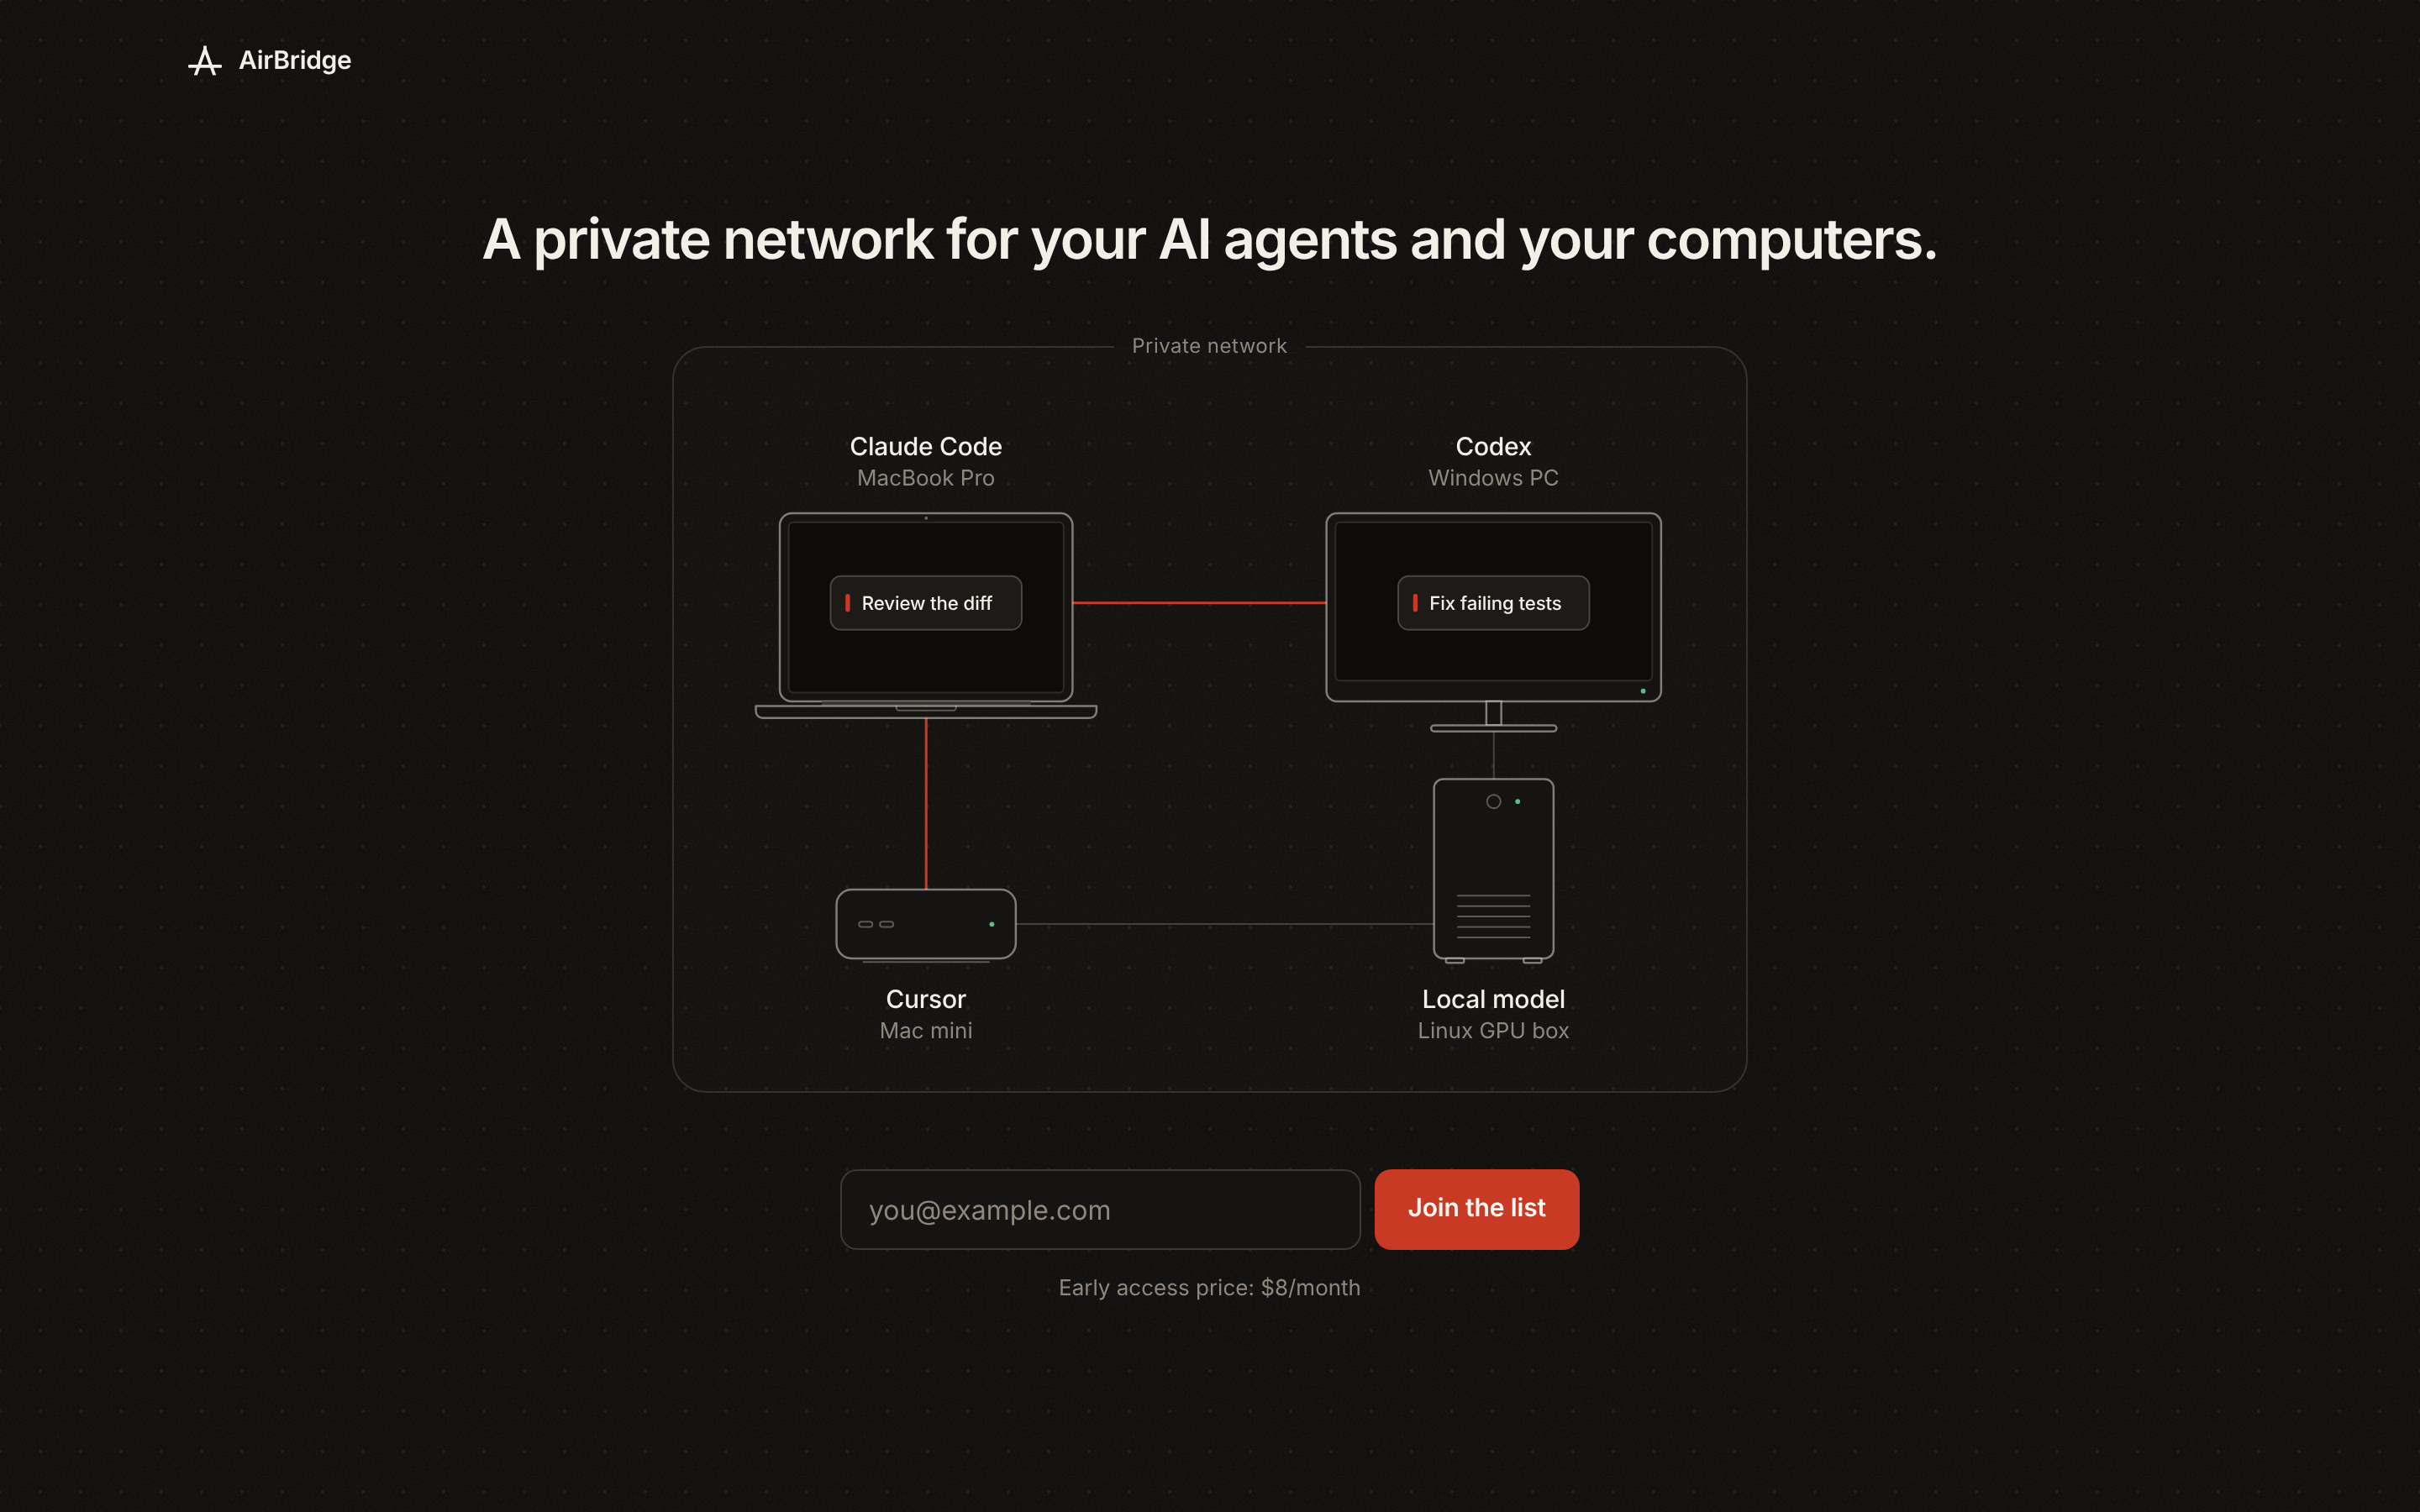 AirBridge
A private network for your AI agents and your computers.
Private network
Claude Code
MacBook Pro
Codex
Windows PC
Review the diff
Fix failing tests
Cursor
Mac mini
Local model
Linux GPU box
you@example.com
Join the list
Early access price: $8/month